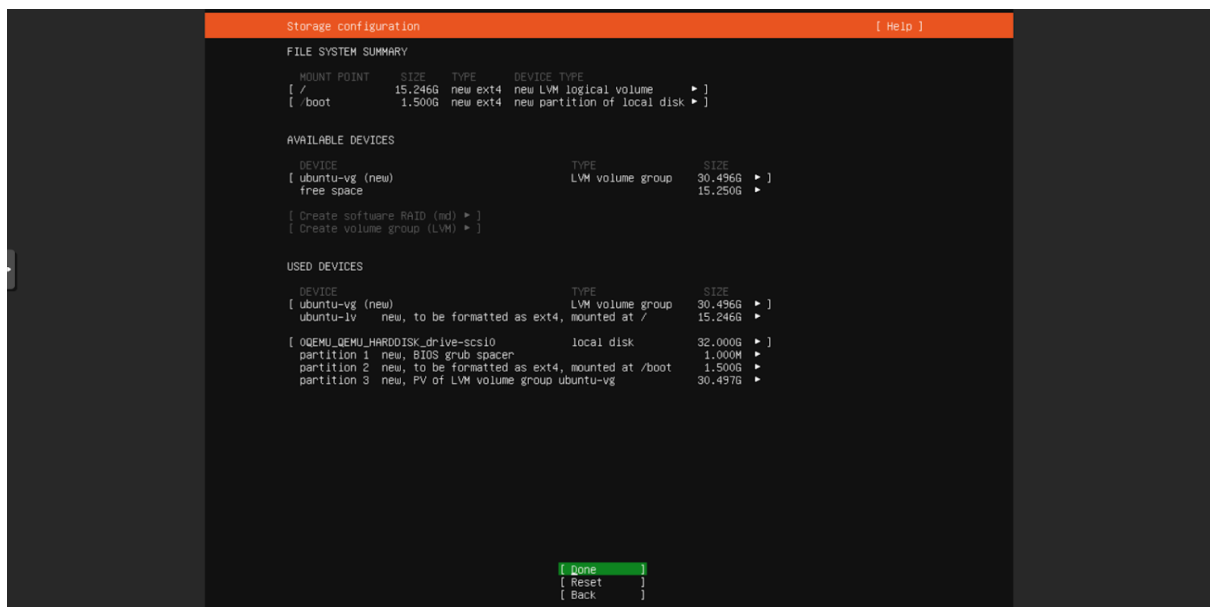 Storage configuration [ Help ]
FILE SYSTEM SUMMARY
MOUNT POINT SIZE TYPE DEVICE TYPE
[ / 15.246G new ext4 new LVM logical volume ▸ ]
[ /boot 1.500G new ext4 new partition of local disk ▸ ]
AVAILABLE DEVICES
DEVICE TYPE SIZE
[ ubuntu-vg (new) LVM volume group 30.496G ▸ ]
free space 15.250G ▸
[ Create software RAID (md) ▸ ]
[ Create volume group (LVM) ▸ ]
USED DEVICES
DEVICE TYPE SIZE
[ ubuntu-vg (new) LVM volume group 30.496G ▸ ]
ubuntu-lv new, to be formatted as ext4, mounted at / 15.246G ▸
[ 0QEMU_QEMU_HARDDISK_drive-scsi0 local disk 32.000G ▸ ]
partition 1 new, BIOS grub spacer 1.000M ▸
partition 2 new, to be formatted as ext4, mounted at /boot 1.500G ▸
partition 3 new, PV of LVM volume group ubuntu-vg 30.497G ▸
[ Done ]
[ Reset ]
[ Back ]